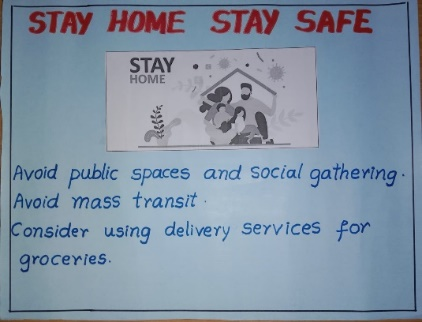 STAY HOME STAY SAFE
STAY
HOME
Avoid public spaces and social gathering.
Avoid mass transit.
Consider using delivery services for
groceries.